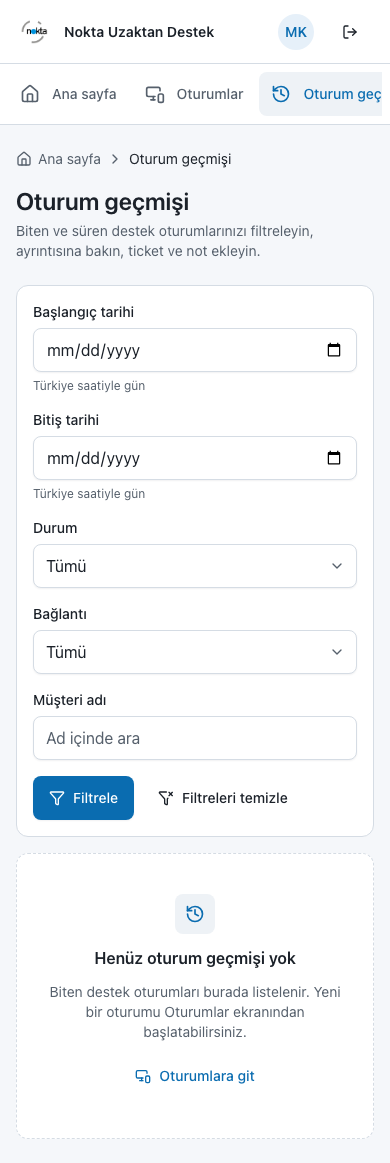 nokta
Nokta Uzaktan Destek
MK
Ana sayfa
Oturumlar
Oturum geç
Ana sayfa
Oturum geçmişi
Oturum geçmişi
Biten ve süren destek oturumlarınızı filtreleyin,
ayrıntısına bakın, ticket ve not ekleyin.
Başlangıç tarihi
mm/dd/yyyy
Türkiye saatiyle gün
Bitiş tarihi
mm/dd/yyyy
Türkiye saatiyle gün
Durum
Tümü
Bağlantı
Tümü
Müşteri adı
Ad içinde ara
Filtrele
Filtreleri temizle
Henüz oturum geçmişi yok
Biten destek oturumları burada listelenir. Yeni
bir oturumu Oturumlar ekranından
başlatabilirsiniz.
Oturumlara git